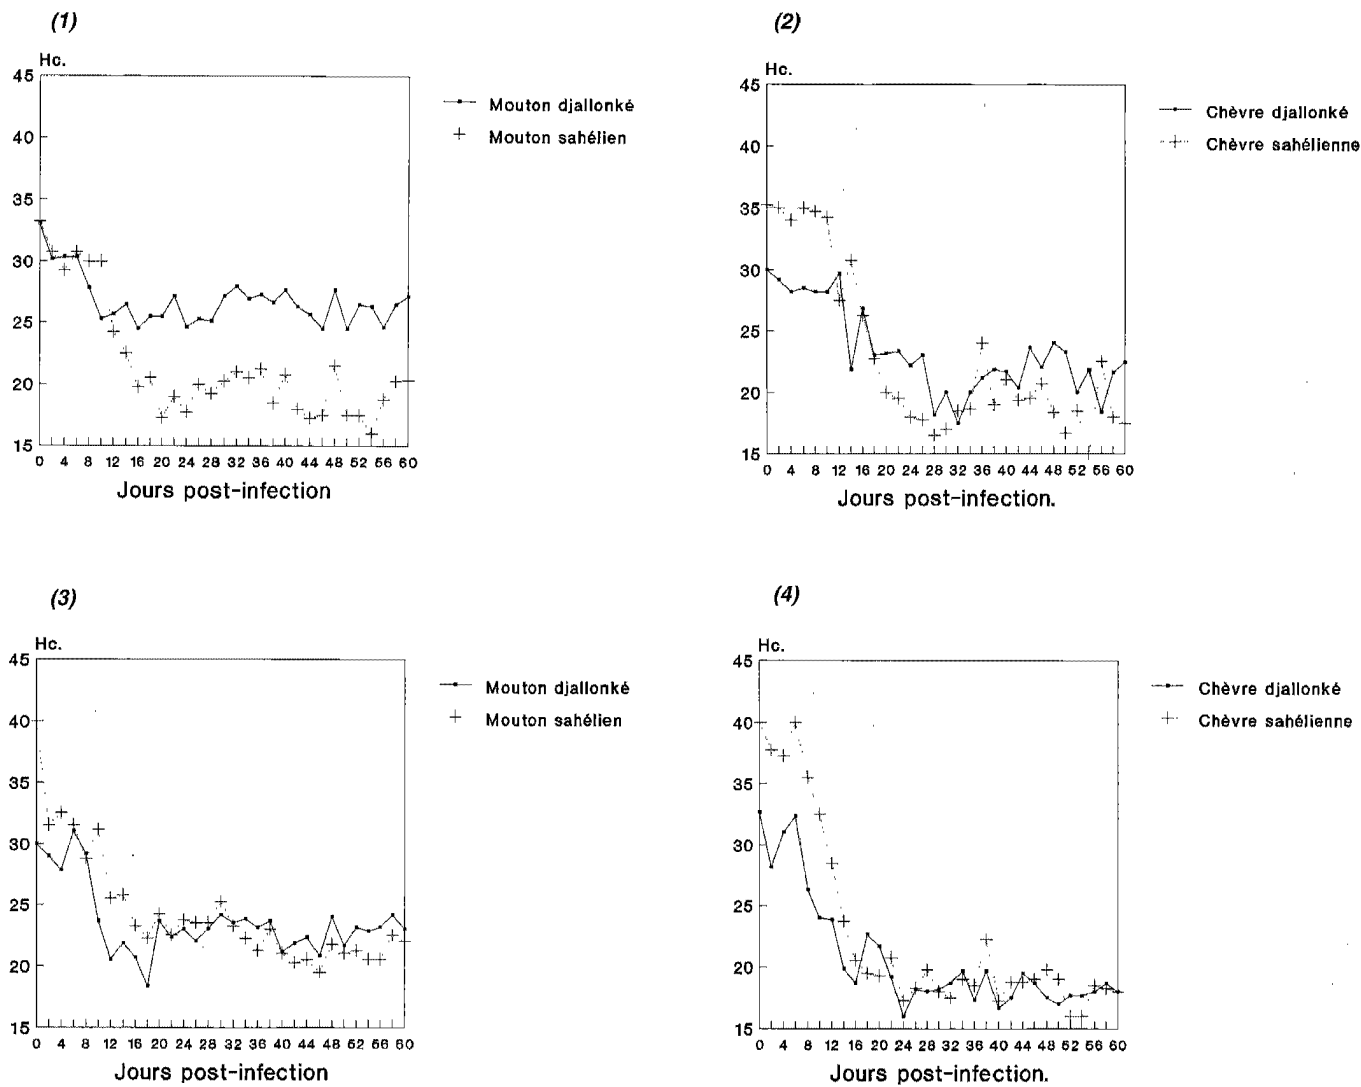 (1)
Hc.
45
40
35
30
25
20
15
0 4 8 12 16 20 24 28 32 36 40 44 48 52 56 60
Jours post-infection
Mouton djallonké
Mouton sahélien
(2)
Hc.
45
40
35
30
25
20
15
0 4 8 12 16 20 24 28 32 36 40 44 48 52 56 60
Jours post-infection.
Chèvre djallonké
Chèvre sahélienne
(3)
Hc.
45
40
35
30
25
20
15
0 4 8 12 16 20 24 28 32 36 40 44 48 52 56 60
Jours post-infection
Mouton djallonké
Mouton sahélien
(4)
Hc.
45
40
35
30
25
20
15
0 4 8 12 16 20 24 28 32 36 40 44 48 52 56 60
Jours post-infection.
Chèvre djallonké
Chèvre sahélienne